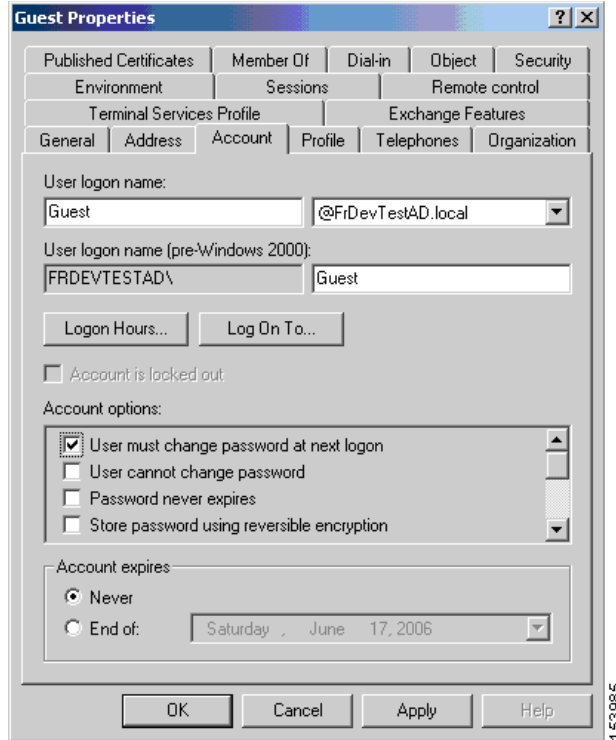 Guest Properties
Published Certificates Member Of Dial-in Object Security
Environment Sessions Remote control
Terminal Services Profile Exchange Features
General Address Account Profile Telephones Organization
User logon name:
Guest @FrDevTestAD.local
User logon name (pre-Windows 2000):
FRDEVTESTAD\ Guest
Logon Hours... Log On To...
Account is locked out
Account options:
User must change password at next logon
User cannot change password
Password never expires
Store password using reversible encryption
Account expires
Never
End of: Saturday , June 17, 2006
OK Cancel Apply Help
153985